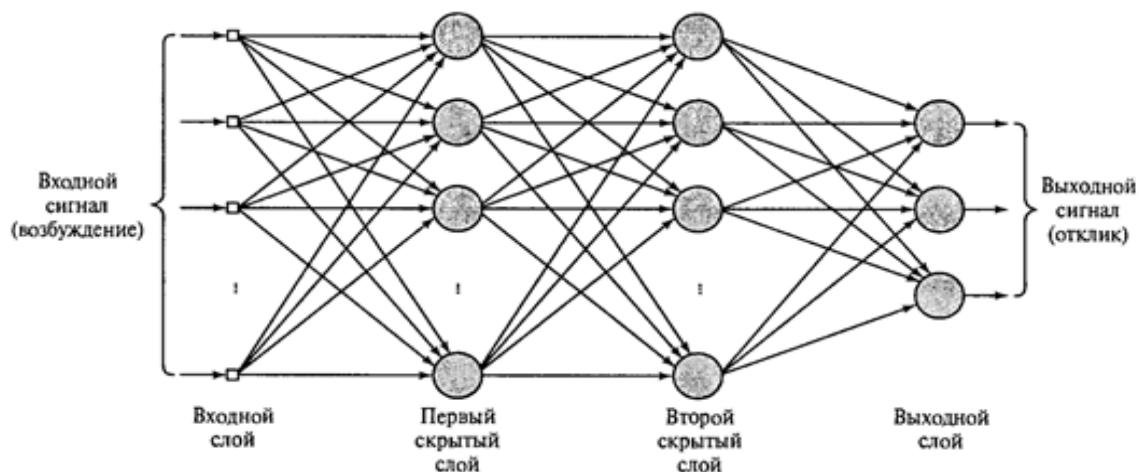 Входной
сигнал
(возбуждение)
Выходной
сигнал
(отклик)
Входной
слой
Первый
скрытый
слой
Второй
скрытый
слой
Выходной
слой